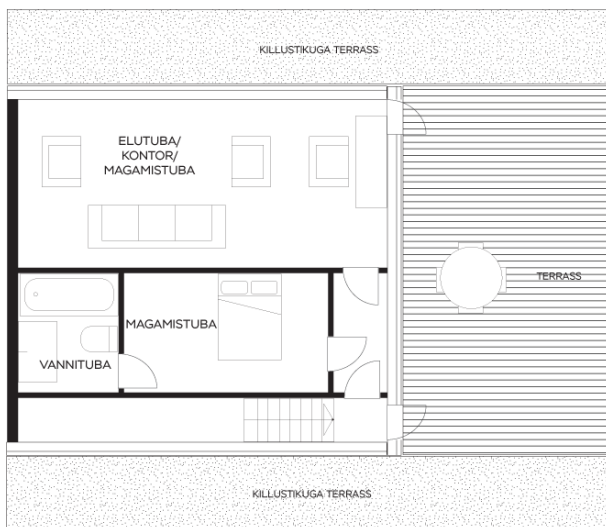 KILLUSTIKUGA TERRASS
ELUTUBA/
KONTOR/
MAGAMISTUBA
TERRASS
MAGAMISTUBA
VANNITUBA
KILLUSTIKUGA TERRASS